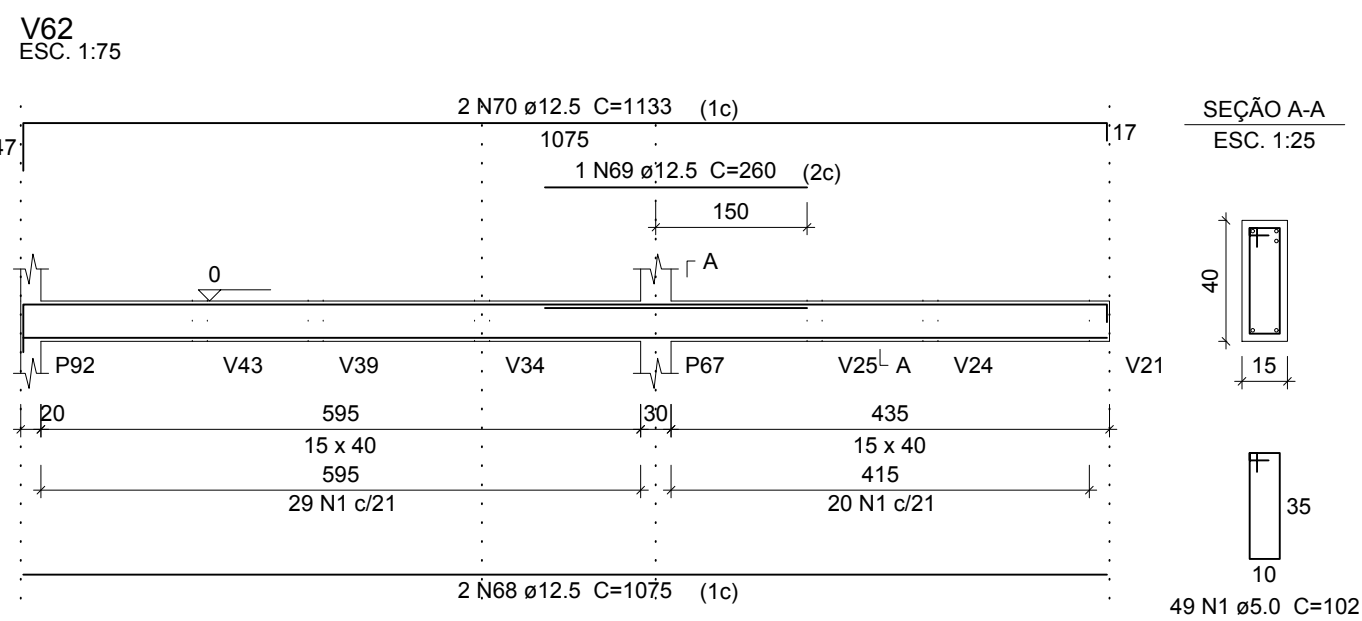 V62
ESC. 1:75
2 N70 ø12.5 C=1133 (1c)
47
1075
17
1 N69 ø12.5 C=260 (2c)
150
A
0
P92
V43
V39
V34
P67
V25
A
V24
V21
20
595
30
435
15 x 40
15 x 40
595
415
29 N1 c/21
20 N1 c/21
2 N68 ø12.5 C=1075 (1c)
SEÇÃO A-A
ESC. 1:25
40
15
35
10
49 N1 ø5.0 C=102